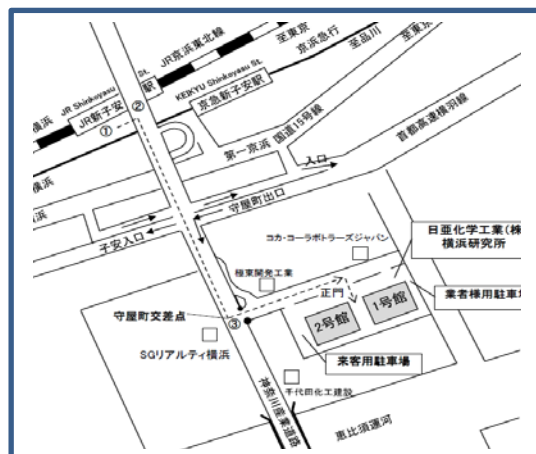 JR京浜東北線
至東京
京浜急行
至品川
至東京
JR Shinkoyasu St.
KEIKYU Shinkoyasu St.
横浜
JR新子安駅
京急新子安駅
①
②
横浜
第一京浜
国道15号線
首都高速横羽線
入口
守屋町出口
横浜
子安入口
コカ・コーラボトラーズジャパン
日亜化学工業(株
横浜研究所
極東開発工業
正門
業者様用駐車場
1号館
2号館
守屋町交差点
③
SGリアルティ横浜
来客用駐車場
千代田化工建設
神奈川産業道路
恵比須運河